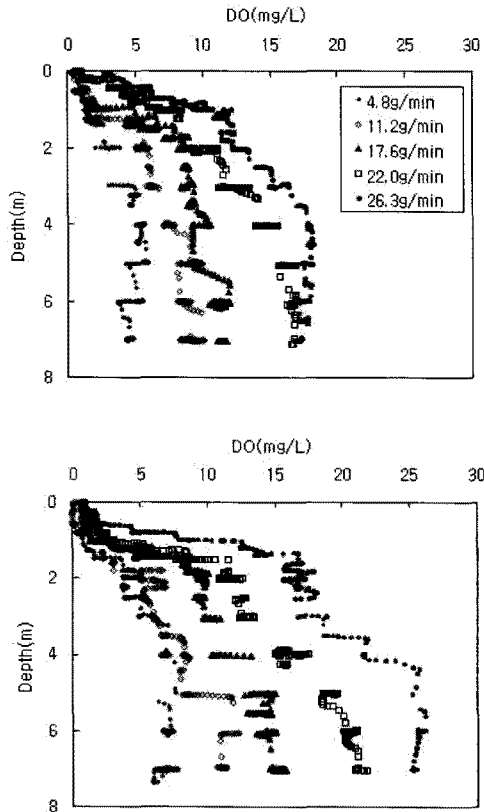 DO(mg/L)
0 5 10 15 20 25 30
0
2
4
6
8
Depth(m)
4.8g/min
11.2g/min
17.6g/min
22.0g/min
26.3g/min
DO(mg/L)
0 5 10 15 20 25 30
0
2
4
6
8
Depth(m)